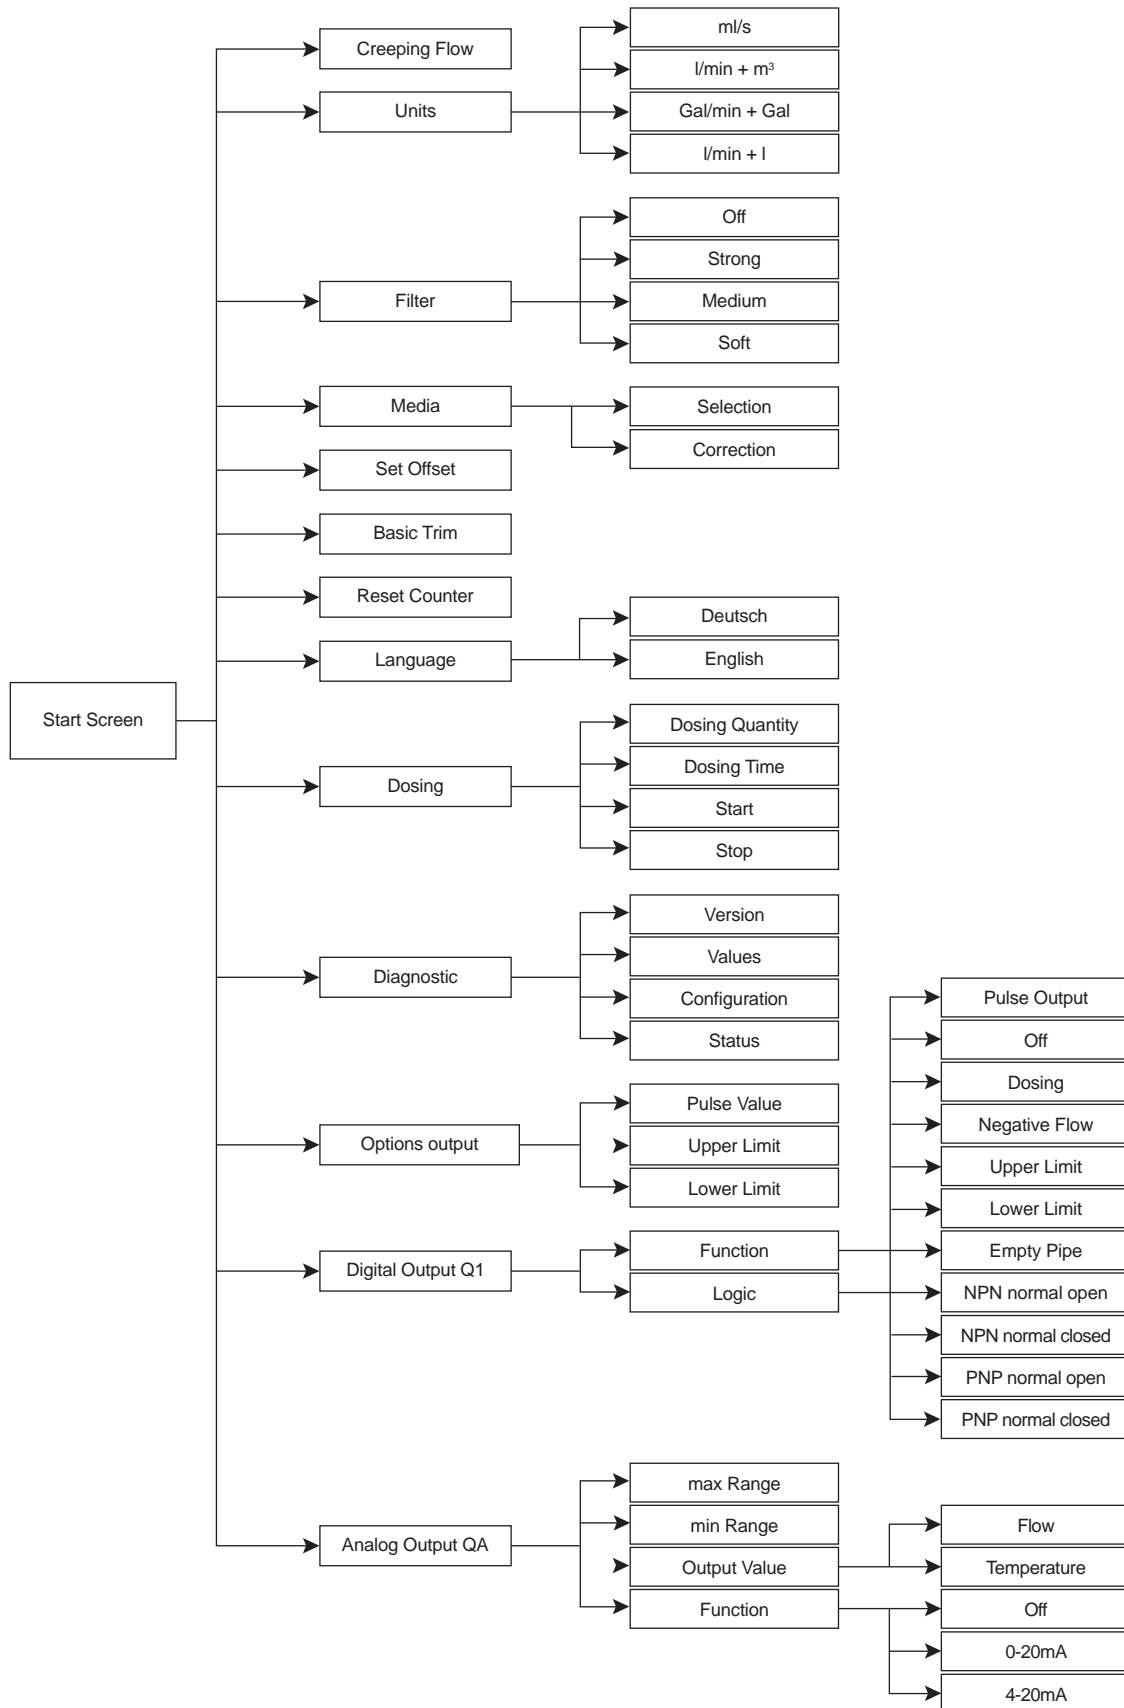 Start Screen
Creeping Flow
Units
ml/s
l/min + m³
Gal/min + Gal
l/min + l
Filter
Off
Strong
Medium
Soft
Media
Selection
Correction
Set Offset
Basic Trim
Reset Counter
Language
Deutsch
English
Dosing
Dosing Quantity
Dosing Time
Start
Stop
Diagnostic
Version
Values
Configuration
Status
Options output
Pulse Value
Upper Limit
Lower Limit
Digital Output Q1
Function
Logic
Pulse Output
Off
Dosing
Negative Flow
Upper Limit
Lower Limit
Empty Pipe
NPN normal open
NPN normal closed
PNP normal open
PNP normal closed
Analog Output QA
max Range
min Range
Output Value
Function
Flow
Temperature
Off
0-20mA
4-20mA